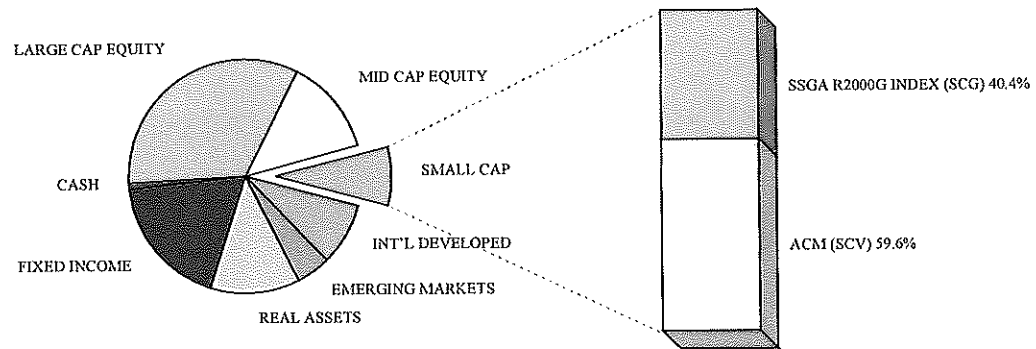 LARGE CAP EQUITY
MID CAP EQUITY
SMALL CAP
CASH
INT'L DEVELOPED
FIXED INCOME
EMERGING MARKETS
REAL ASSETS
SSGA R2000G INDEX (SCG) 40.4%
ACM (SCV) 59.6%